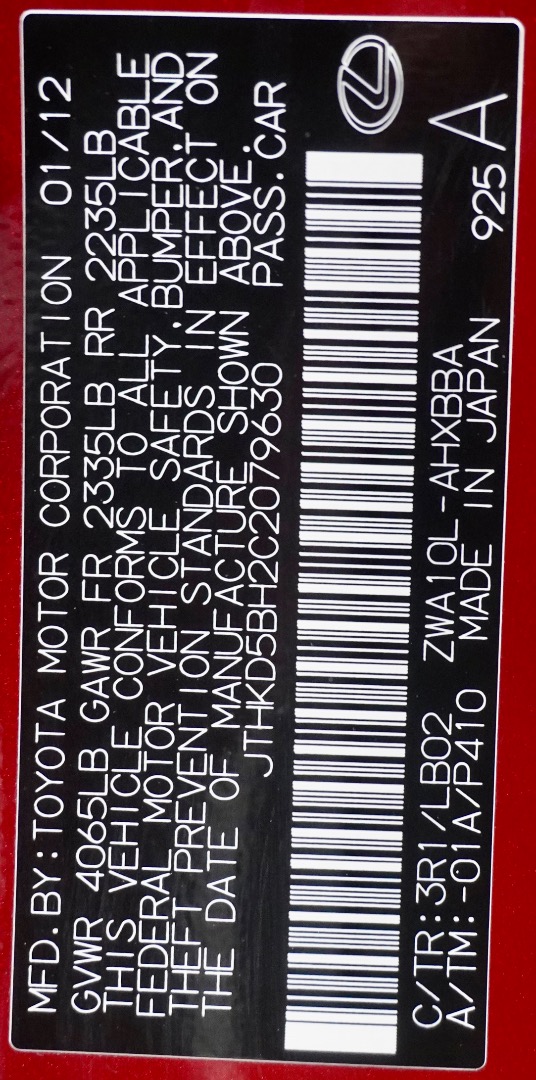 MFD.BY:TOYOTA MOTOR CORPORATION 01/12
GVWR 4065LB GAWR FR 2335LB RR 2235LB
THIS VEHICLE CONFORMS TO ALL APPLICABLE
FEDERAL MOTOR VEHICLE SAFETY,BUMPER,AND
THEFT PREVENTION STANDARDS IN EFFECT ON
THE DATE OF MANUFACTURE SHOWN ABOVE.
JTHKD5BH2C2079630 PASS.CAR
C/TR:3R1/LB02 ZWA10L-AHXBBA
A/TM:-01A/P410 MADE IN JAPAN 925 A